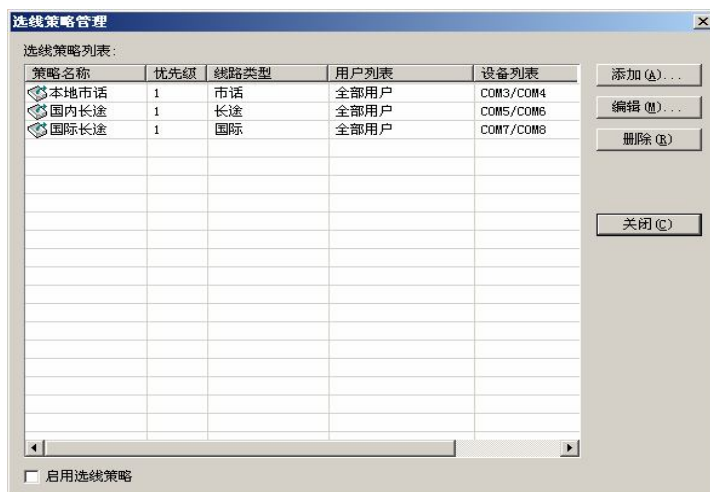 选线策略管理
选线策略列表:
策略名称 优先级 线路类型 用户列表 设备列表
本地市话 1 市话 全部用户 COM3/COM4
国内长途 1 长途 全部用户 COM5/COM6
国际长途 1 国际 全部用户 COM7/COM8
添加(A)...
编辑(M)...
删除(R)
关闭(C)
启用选线策略